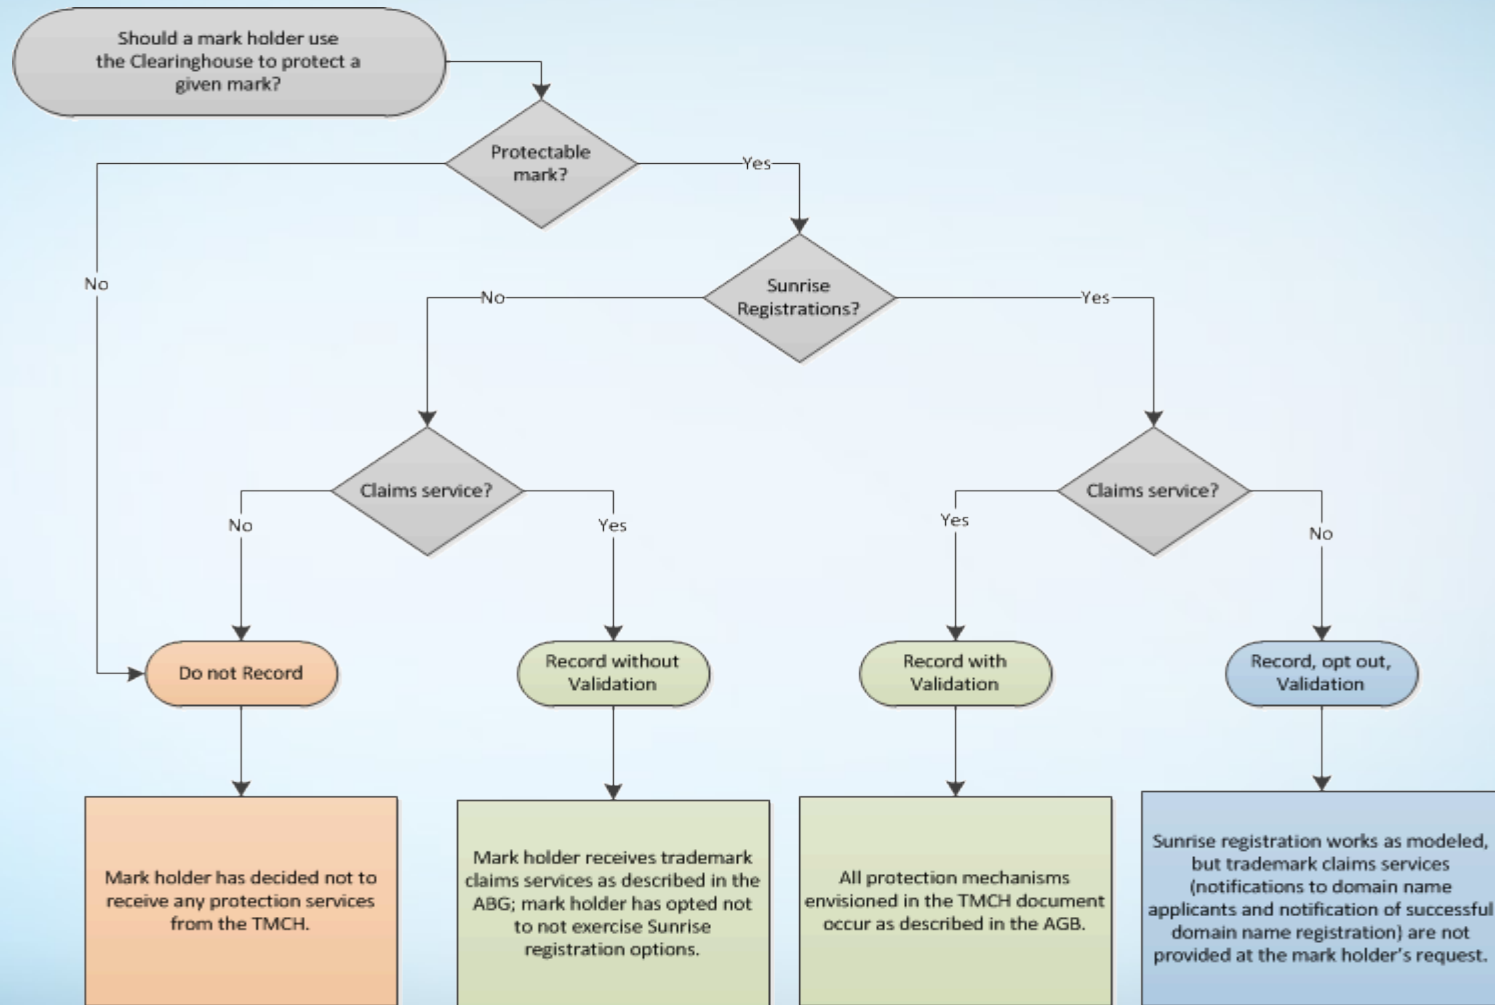 Should a mark holder use
the Clearinghouse to protect a
given mark?
Protectable
mark?
Yes
No
Sunrise
Registrations?
No
Yes
Claims service?
No
Yes
Claims service?
Yes
No
Do not Record
Record without
Validation
Record with
Validation
Record, opt out,
Validation
Mark holder has decided not to
receive any protection services
from the TMCH.
Mark holder receives trademark
claims services as described in the
ABG; mark holder has opted not
to not exercise Sunrise
registration options.
All protection mechanisms
envisioned in the TMCH document
occur as described in the AGB.
Sunrise registration works as modeled,
but trademark claims services
(notifications to domain name
applicants and notification of successful
domain name registration) are not
provided at the mark holder's request.